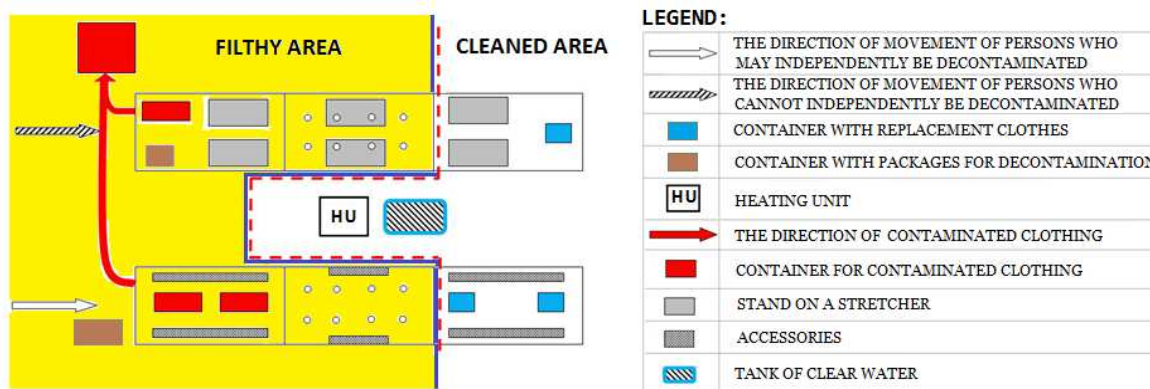 FILTHY AREA
CLEANED AREA
HU
LEGEND:
THE DIRECTION OF MOVEMENT OF PERSONS WHO
MAY INDEPENDENTLY BE DECONTAMINATED
THE DIRECTION OF MOVEMENT OF PERSONS WHO
CANNOT INDEPENDENTLY BE DECONTAMINATED
CONTAINER WITH REPLACEMENT CLOTHES
CONTAINER WITH PACKAGES FOR DECONTAMINATION
HU
HEATING UNIT
THE DIRECTION OF CONTAMINATED CLOTHING
CONTAINER FOR CONTAMINATED CLOTHING
STAND ON A STRETCHER
ACCESSORIES
TANK OF CLEAR WATER